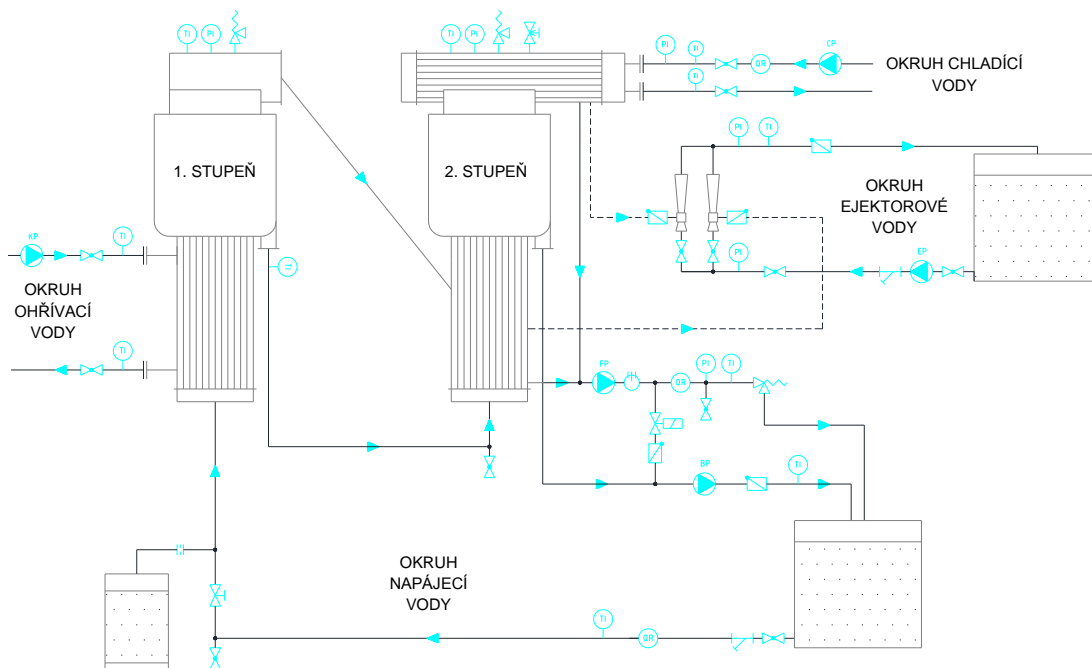 TI
PI
TI
PI
PI
TI
QR
CP
OKRUH CHLADÍCÍ
VODY
TI
1. STUPEŇ
2. STUPEŇ
PI
TI
OKRUH
EJEKTOROVÉ
VODY
KP
TI
TI
PI
EP
OKRUH
OHŘÍVACÍ
VODY
TI
FP
QR
PI
TI
BP
TI
OKRUH
NAPÁJECÍ
VODY
TI
QR